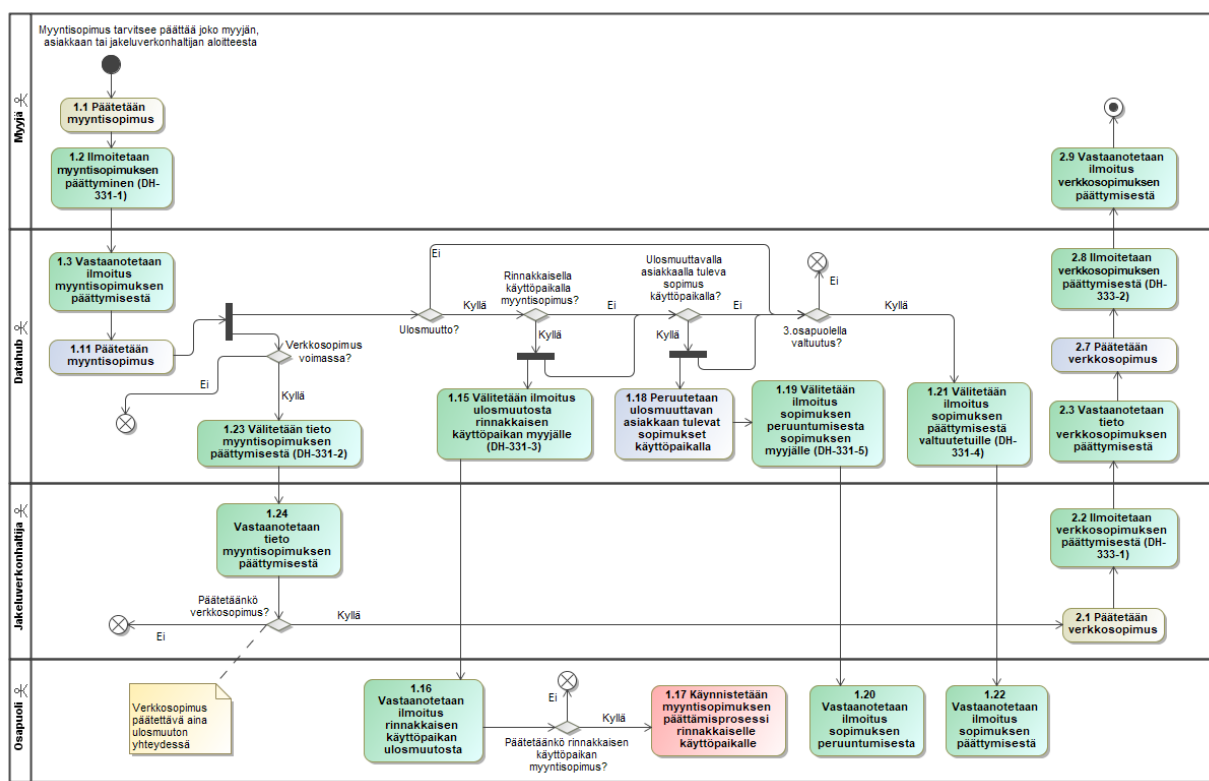 Myyjä
Myyntisopimus tarvitsee päättää joko myyjän,
asiakkaan tai jakeluverkonhaltijan aloitteesta
1.1 Päätetään
myyntisopimus
1.2 Ilmoitetaan
myyntisopimuksen
päättyminen (DH-
331-1)
2.9 Vastaanotetaan
ilmoitus
verkkosopimuksen
päättymisestä
Datahub
1.3 Vastaanotetaan
ilmoitus
myyntisopimuksen
päättymisestä
1.11 Päätetään
myyntisopimus
Verkkosopimus
voimassa?
Ei
Kyllä
1.23 Välitetään tieto
myyntisopimuksen
päättymisestä (DH-331-2)
Ei
Ulosmuutto?
Kyllä
Rinnakkaisella
käyttöpaikalla
myyntisopimus?
Ei
Kyllä
1.15 Välitetään ilmoitus
ulosmuutosta
rinnakkaisen
käyttöpaikan myyjälle
(DH-331-3)
Ulosmuuttavalla
asiakkaalla tuleva
sopimus
käyttöpaikalla?
Ei
Kyllä
1.18 Peruutetaan
ulosmuuttavan
asiakkaan tulevat
sopimukset
käyttöpaikalla
1.19 Välitetään
ilmoitus
sopimuksen
peruuntumisesta
sopimuksen
myyjälle (DH-331-5)
3.osapuolella
valtuutus?
Ei
Kyllä
1.21 Välitetään
ilmoitus
sopimuksen
päättymisestä
valtuutetuille (DH-
331-4)
2.8 Ilmoitetaan
verkkosopimuksen
päättymisestä (DH-
333-2)
2.7 Päätetään
verkkosopimus
2.3 Vastaanotetaan
tieto
verkkosopimuksen
päättymisestä
Jakeluverkonhaltija
1.24
Vastaanotetaan
tieto
myyntisopimuksen
päättymisestä
Päätetäänkö
verkkosopimus?
Ei
Kyllä
2.2 Ilmoitetaan
verkkosopimuksen
päättymisestä (DH-
333-1)
2.1 Päätetään
verkkosopimus
Osapuoli
Verkkosopimus
päätettävä aina
ulosmuuton
yhteydessä
1.16
Vastaanotetaan
ilmoitus
rinnakkaisen
käyttöpaikan
ulosmuutosta
Ei
Kyllä
Päätetäänkö rinnakkaisen
käyttöpaikan
myyntisopimus?
1.17 Käynnistetään
myyntisopimuksen
päättämisprosessi
rinnakkaiselle
käyttöpaikalle
1.20
Vastaanotetaan
ilmoitus
sopimuksen
peruuntumisesta
1.22
Vastaanotetaan
ilmoitus
sopimuksen
päättymisestä